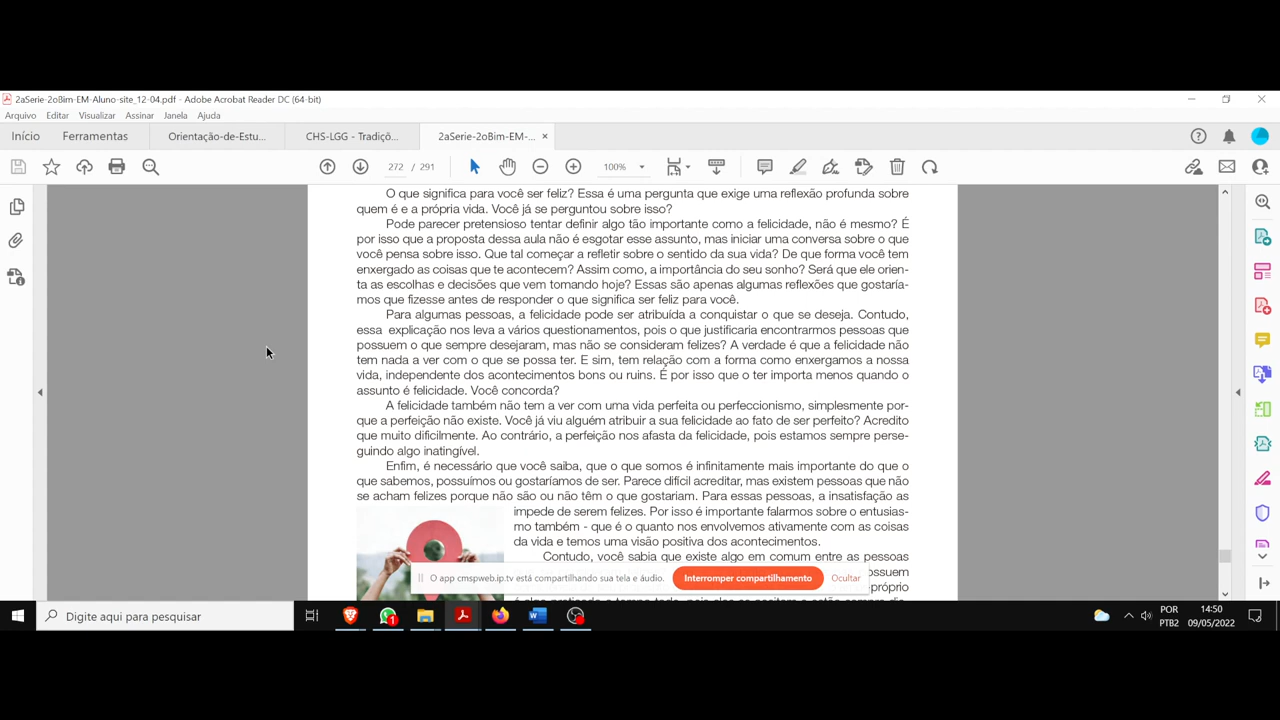 2aSerie-2oBim-EM-Aluno-site_12-04.pdf - Adobe Acrobat Reader DC (64-bit)
Arquivo Editar Visualizar Assinar Janela Ajuda
Início Ferramentas Orientação-de-Estu... CHS-LGG - Tradiçõ... 2aSerie-2oBim-EM-... ×
272 / 291 100%
O que significa para você ser feliz? Essa é uma pergunta que exige uma reflexão profunda sobre
quem é e a própria vida. Você já se perguntou sobre isso?
Pode parecer pretensioso tentar definir algo tão importante como a felicidade, não é mesmo? É
por isso que a proposta dessa aula não é esgotar esse assunto, mas iniciar uma conversa sobre o que
você pensa sobre isso. Que tal começar a refletir sobre o sentido da sua vida? De que forma você tem
enxergado as coisas que te acontecem? Assim como, a importância do seu sonho? Será que ele orien-
ta as escolhas e decisões que vem tomando hoje? Essas são apenas algumas reflexões que gostaría-
mos que fizesse antes de responder o que significa ser feliz para você.
Para algumas pessoas, a felicidade pode ser atribuída a conquistar o que se deseja. Contudo,
essa explicação nos leva a vários questionamentos, pois o que justificaria encontrarmos pessoas que
possuem o que sempre desejaram, mas não se consideram felizes? A verdade é que a felicidade não
tem nada a ver com o que se possa ter. E sim, tem relação com a forma como enxergamos a nossa
vida, independente dos acontecimentos bons ou ruins. É por isso que o ter importa menos quando o
assunto é felicidade. Você concorda?
A felicidade também não tem a ver com uma vida perfeita ou perfeccionismo, simplesmente por-
que a perfeição não existe. Você já viu alguém atribuir a sua felicidade ao fato de ser perfeito? Acredito
que muito dificilmente. Ao contrário, a perfeição nos afasta da felicidade, pois estamos sempre perse-
guindo algo inatingível.
Enfim, é necessário que você saiba, que o que somos é infinitamente mais importante do que o
que sabemos, possuímos ou gostaríamos de ser. Parece difícil acreditar, mas existem pessoas que não
se acham felizes porque não são ou não têm o que gostariam. Para essas pessoas, a insatisfação as
impede de serem felizes. Por isso é importante falarmos sobre o entusias-
mo também - que é o quanto nos envolvemos ativamente com as coisas
da vida e temos uma visão positiva dos acontecimentos.
Contudo, você sabia que existe algo em comum entre as pessoas
ossuem
próprio
O app cmspweb.ip.tv está compartilhando sua tela e áudio. Interromper compartilhamento Ocultar
Digite aqui para pesquisar
1
POR 14:50
PTB2 09/05/2022